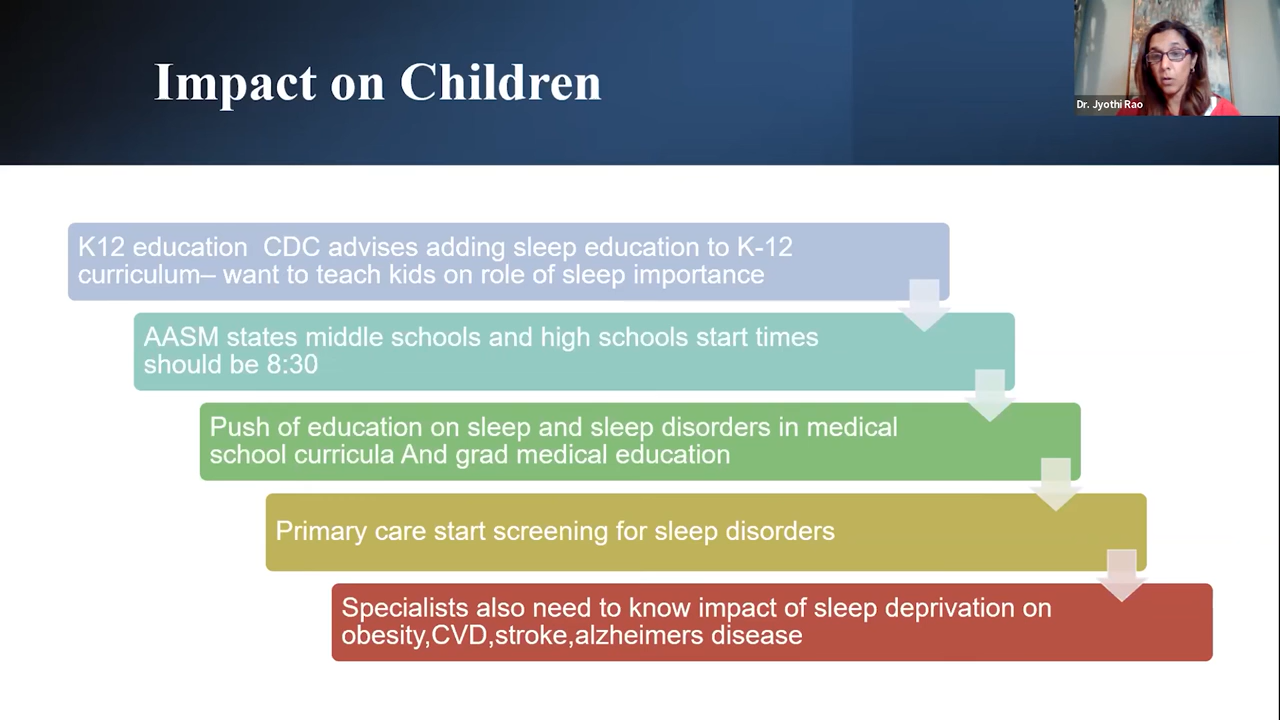 Impact on Children
Dr. Jyothi Rao
K12 education  CDC advises adding sleep education to K-12
curriculum– want to teach kids on role of sleep importance
AASM states middle schools and high schools start times
should be 8:30
Push of education on sleep and sleep disorders in medical
school curricula And grad medical education
Primary care start screening for sleep disorders
Specialists also need to know impact of sleep deprivation on
obesity,CVD,stroke,alzheimers disease